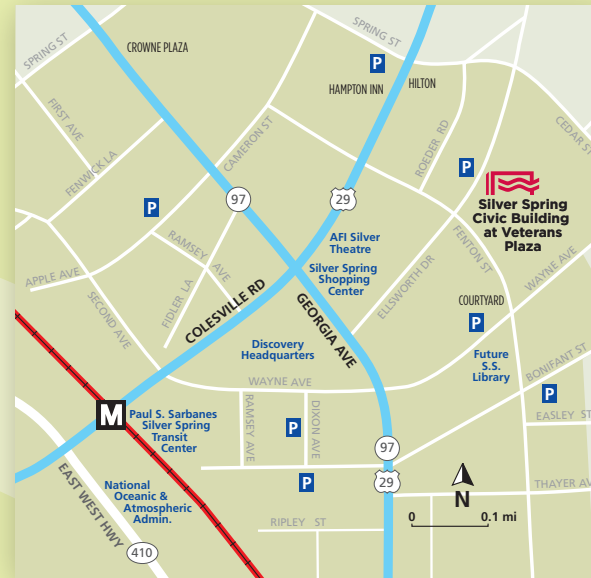 SPRING ST
CROWNE PLAZA
SPRING ST
P
HAMPTON INN
HILTON
FIRST AVE
FENWICK LA
CAMERON ST
ROEDER RD
CEDAR ST
P
P
97
29
Silver Spring
Civic Building
at Veterans
Plaza
AFI Silver
Theatre
RAMSEY AVE
FENTON ST
WAYNE AVE
APPLE AVE
SECOND AVE
FIDLER LA
COLESVILLE RD
Silver Spring
Shopping
Center
GEORGIA AVE
ELLSWORTH DR
COURTYARD
P
Discovery
Headquarters
Future
S.S.
Library
BONIFANT ST
WAYNE AVE
P
M
Paul S. Sarbanes
Silver Spring
Transit
Center
RAMSEY AVE
P
DIXON AVE
EASLEY ST
97
29
P
EAST WEST HWY
National
Oceanic &
Atmospheric
Admin.
N
THAYER AV
0
0.1 mi
RIPLEY ST
410